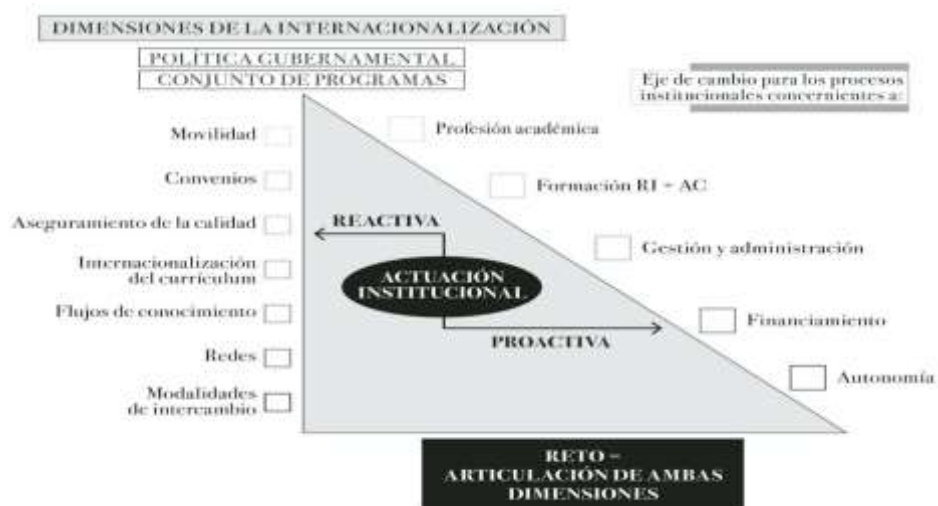 DIMENSIONES DE LA INTERNACIONALIZACIÓN
POLÍTICA GUBERNAMENTAL
CONJUNTO DE PROGRAMAS
Eje de cambio para los procesos
institucionales concernientes a:
Movilidad
Convenios
Aseguramiento de la calidad
Internacionalización
del currículum
Flujos de conocimiento
Redes
Modalidades
de intercambio
REACTIVA
ACTUACIÓN
INSTITUCIONAL
PROACTIVA
Profesión académica
Formación RI + AC
Gestión y administración
Financiamiento
Autonomía
RETO =
ARTICULACIÓN DE AMBAS
DIMENSIONES